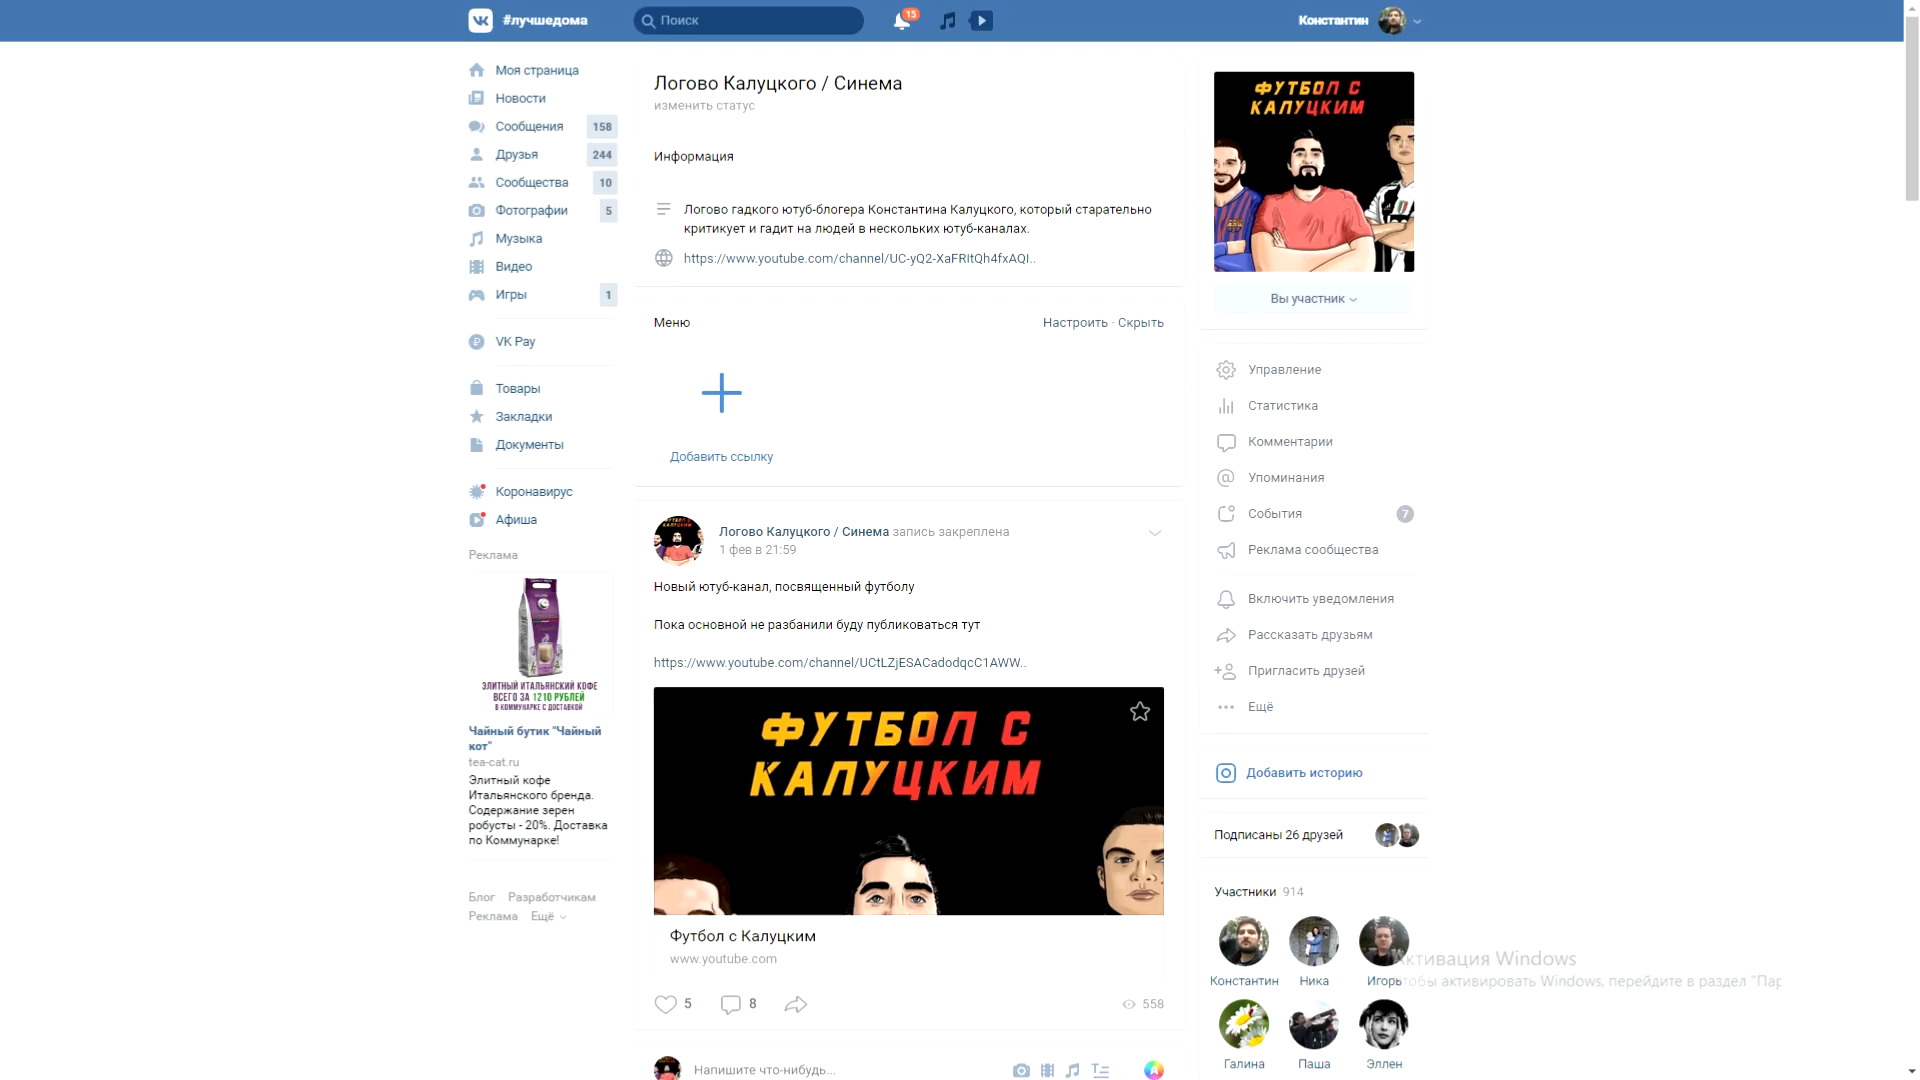 #лучшедома
Поиск
15
Константин
Моя страница
Новости
Сообщения 158
Друзья 244
Сообщества 10
Фотографии 5
Музыка
Видео
Игры 1
VK Pay
Товары
Закладки
Документы
Коронавирус
Афиша
Реклама
ЭЛИТНЫЙ ИТАЛЬЯНСКИЙ КОФЕ
ВСЕГО ЗА 1210 РУБЛЕЙ
В КОММУНАРКЕ С ДОСТАВКОЙ
Чайный бутик "Чайный
кот"
tea-cat.ru
Элитный кофе
Итальянского бренда.
Содержание зерен
робусты - 20%. Доставка
по Коммунарке!
Блог Разработчикам
Реклама Ещё
Логово Калуцкого / Синема
изменить статус
Информация
Логово гадкого ютуб-блогера Константина Калуцкого, который старательно
критикует и гадит на людей в нескольких ютуб-каналах.
https://www.youtube.com/channel/UC-yQ2-XaFRItQh4fxAQI..
Меню
Настроить · Скрыть
Добавить ссылку
Логово Калуцкого / Синема запись закреплена
1 фев в 21:59
Новый ютуб-канал, посвященный футболу
Пока основной не разбанили буду публиковаться тут
https://www.youtube.com/channel/UCtLZjESACadodqcC1AWW..
ФУТБОЛ С
КАЛУЦКИМ
Футбол с Калуцким
www.youtube.com
5
8
558
Напишите что-нибудь...
ФУТБОЛ С
КАЛУЦКИМ
Вы участник
Управление
Статистика
Комментарии
Упоминания
События 7
Реклама сообщества
Включить уведомления
Рассказать друзьям
Пригласить друзей
Ещё
Добавить историю
Подписаны 26 друзей
Участники 914
Константин
Ника
Игорь
Галина
Паша
Эллен
Активация Windows
Чтобы активировать Windows, перейдите в раздел "Пар